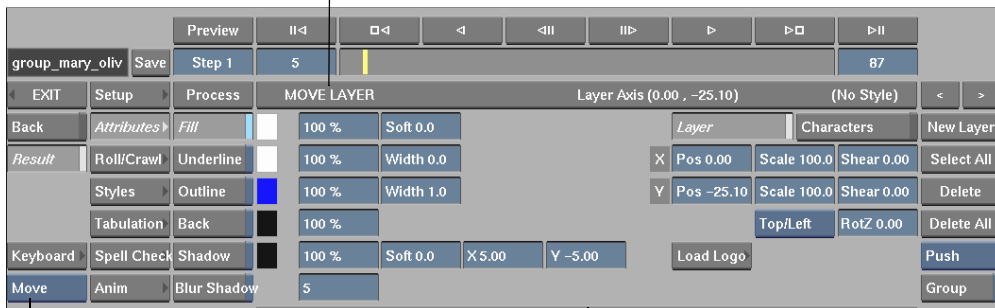 Preview
group_mary_oliv Save Step 1 5 87
EXIT Setup Process MOVE LAYER Layer Axis (0.00 , −25.10) (No Style) < >
Back Attributes Fill 100 % Soft 0.0 Layer Characters New Layer
Result Roll/Crawl Underline 100 % Width 0.0 X Pos 0.00 Scale 100.0 Shear 0.00 Select All
Styles Outline 100 % Width 1.0 Y Pos −25.10 Scale 100.0 Shear 0.00 Delete
Tabulation Back 100 % Top/Left RotZ 0.00 Delete All
Keyboard Spell Check Shadow 100 % Soft 0.0 X 5.00 Y −5.00 Load Logo Push
Move Anim Blur Shadow 5 Group